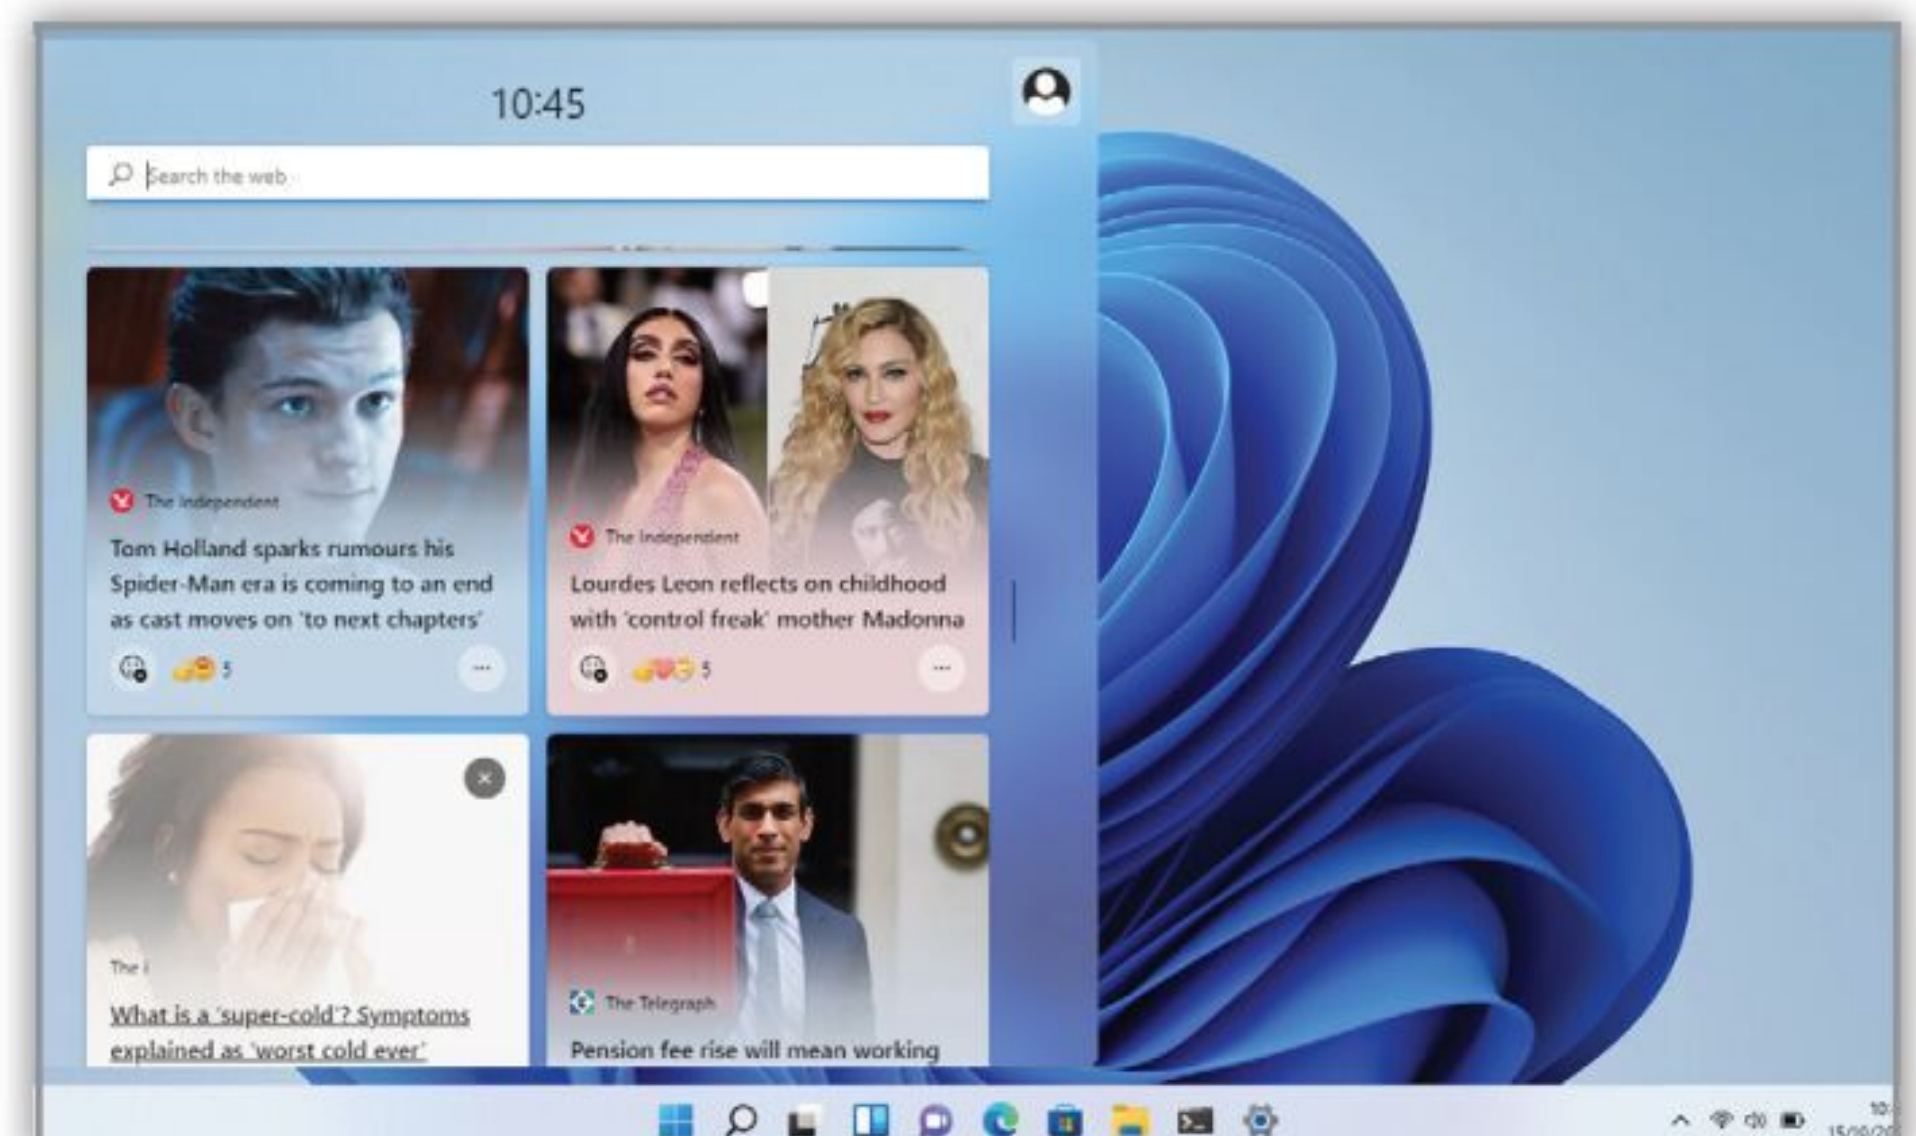 10:45
Search the web
The Independent
Tom Holland sparks rumours his
Spider-Man era is coming to an end
as cast moves on 'to next chapters'
5
The Independent
Lourdes Leon reflects on childhood
with 'control freak' mother Madonna
5
The i
What is a 'super-cold'? Symptoms
explained as 'worst cold ever'
The Telegraph
Pension fee rise will mean working
10: